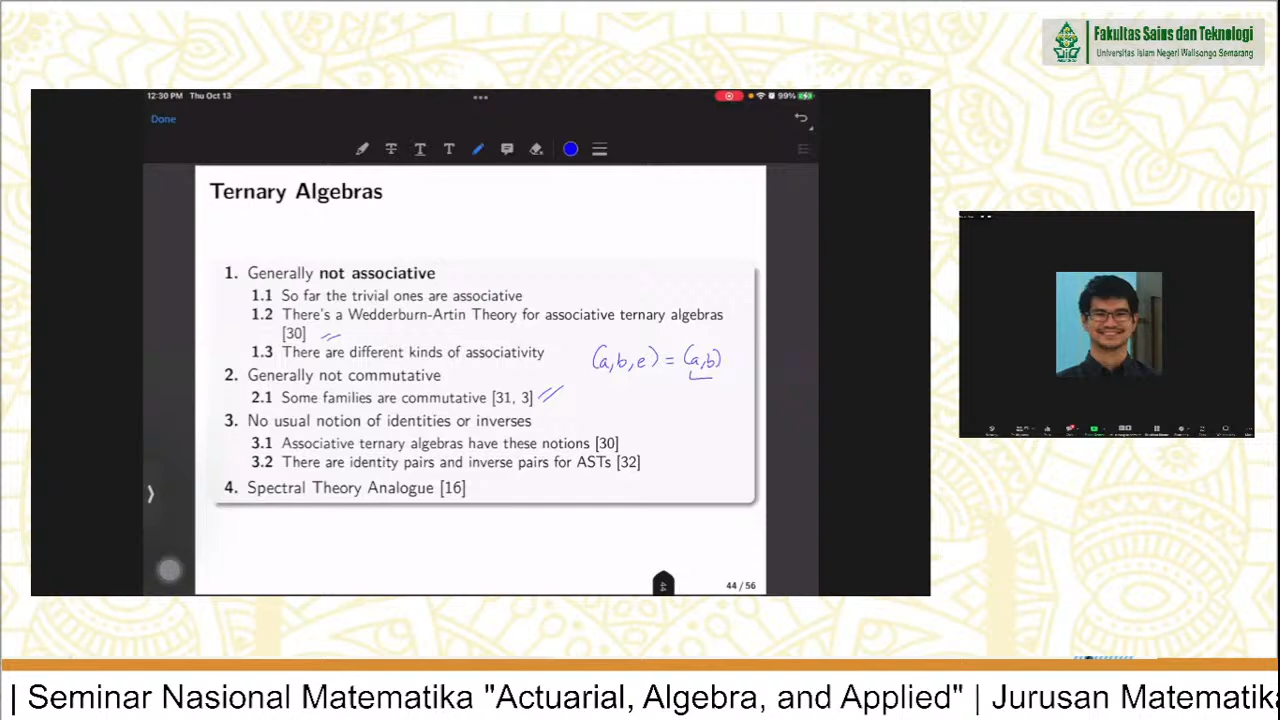 Fakultas Sains dan Teknologi
Universitas Islam Negeri Walisongo Semarang
12:30 PM Thu Oct 13
99%
Done
Ternary Algebras
1. Generally not associative
1.1 So far the trivial ones are associative
1.2 There's a Wedderburn-Artin Theory for associative ternary algebras
[30]
1.3 There are different kinds of associativity
(a,b,e) = (a,b)
2. Generally not commutative
2.1 Some families are commutative [31, 3]
3. No usual notion of identities or inverses
3.1 Associative ternary algebras have these notions [30]
3.2 There are identity pairs and inverse pairs for ASTs [32]
4. Spectral Theory Analogue [16]
44
44 / 56
| Seminar Nasional Matematika "Actuarial, Algebra, and Applied" | Jurusan Matematika